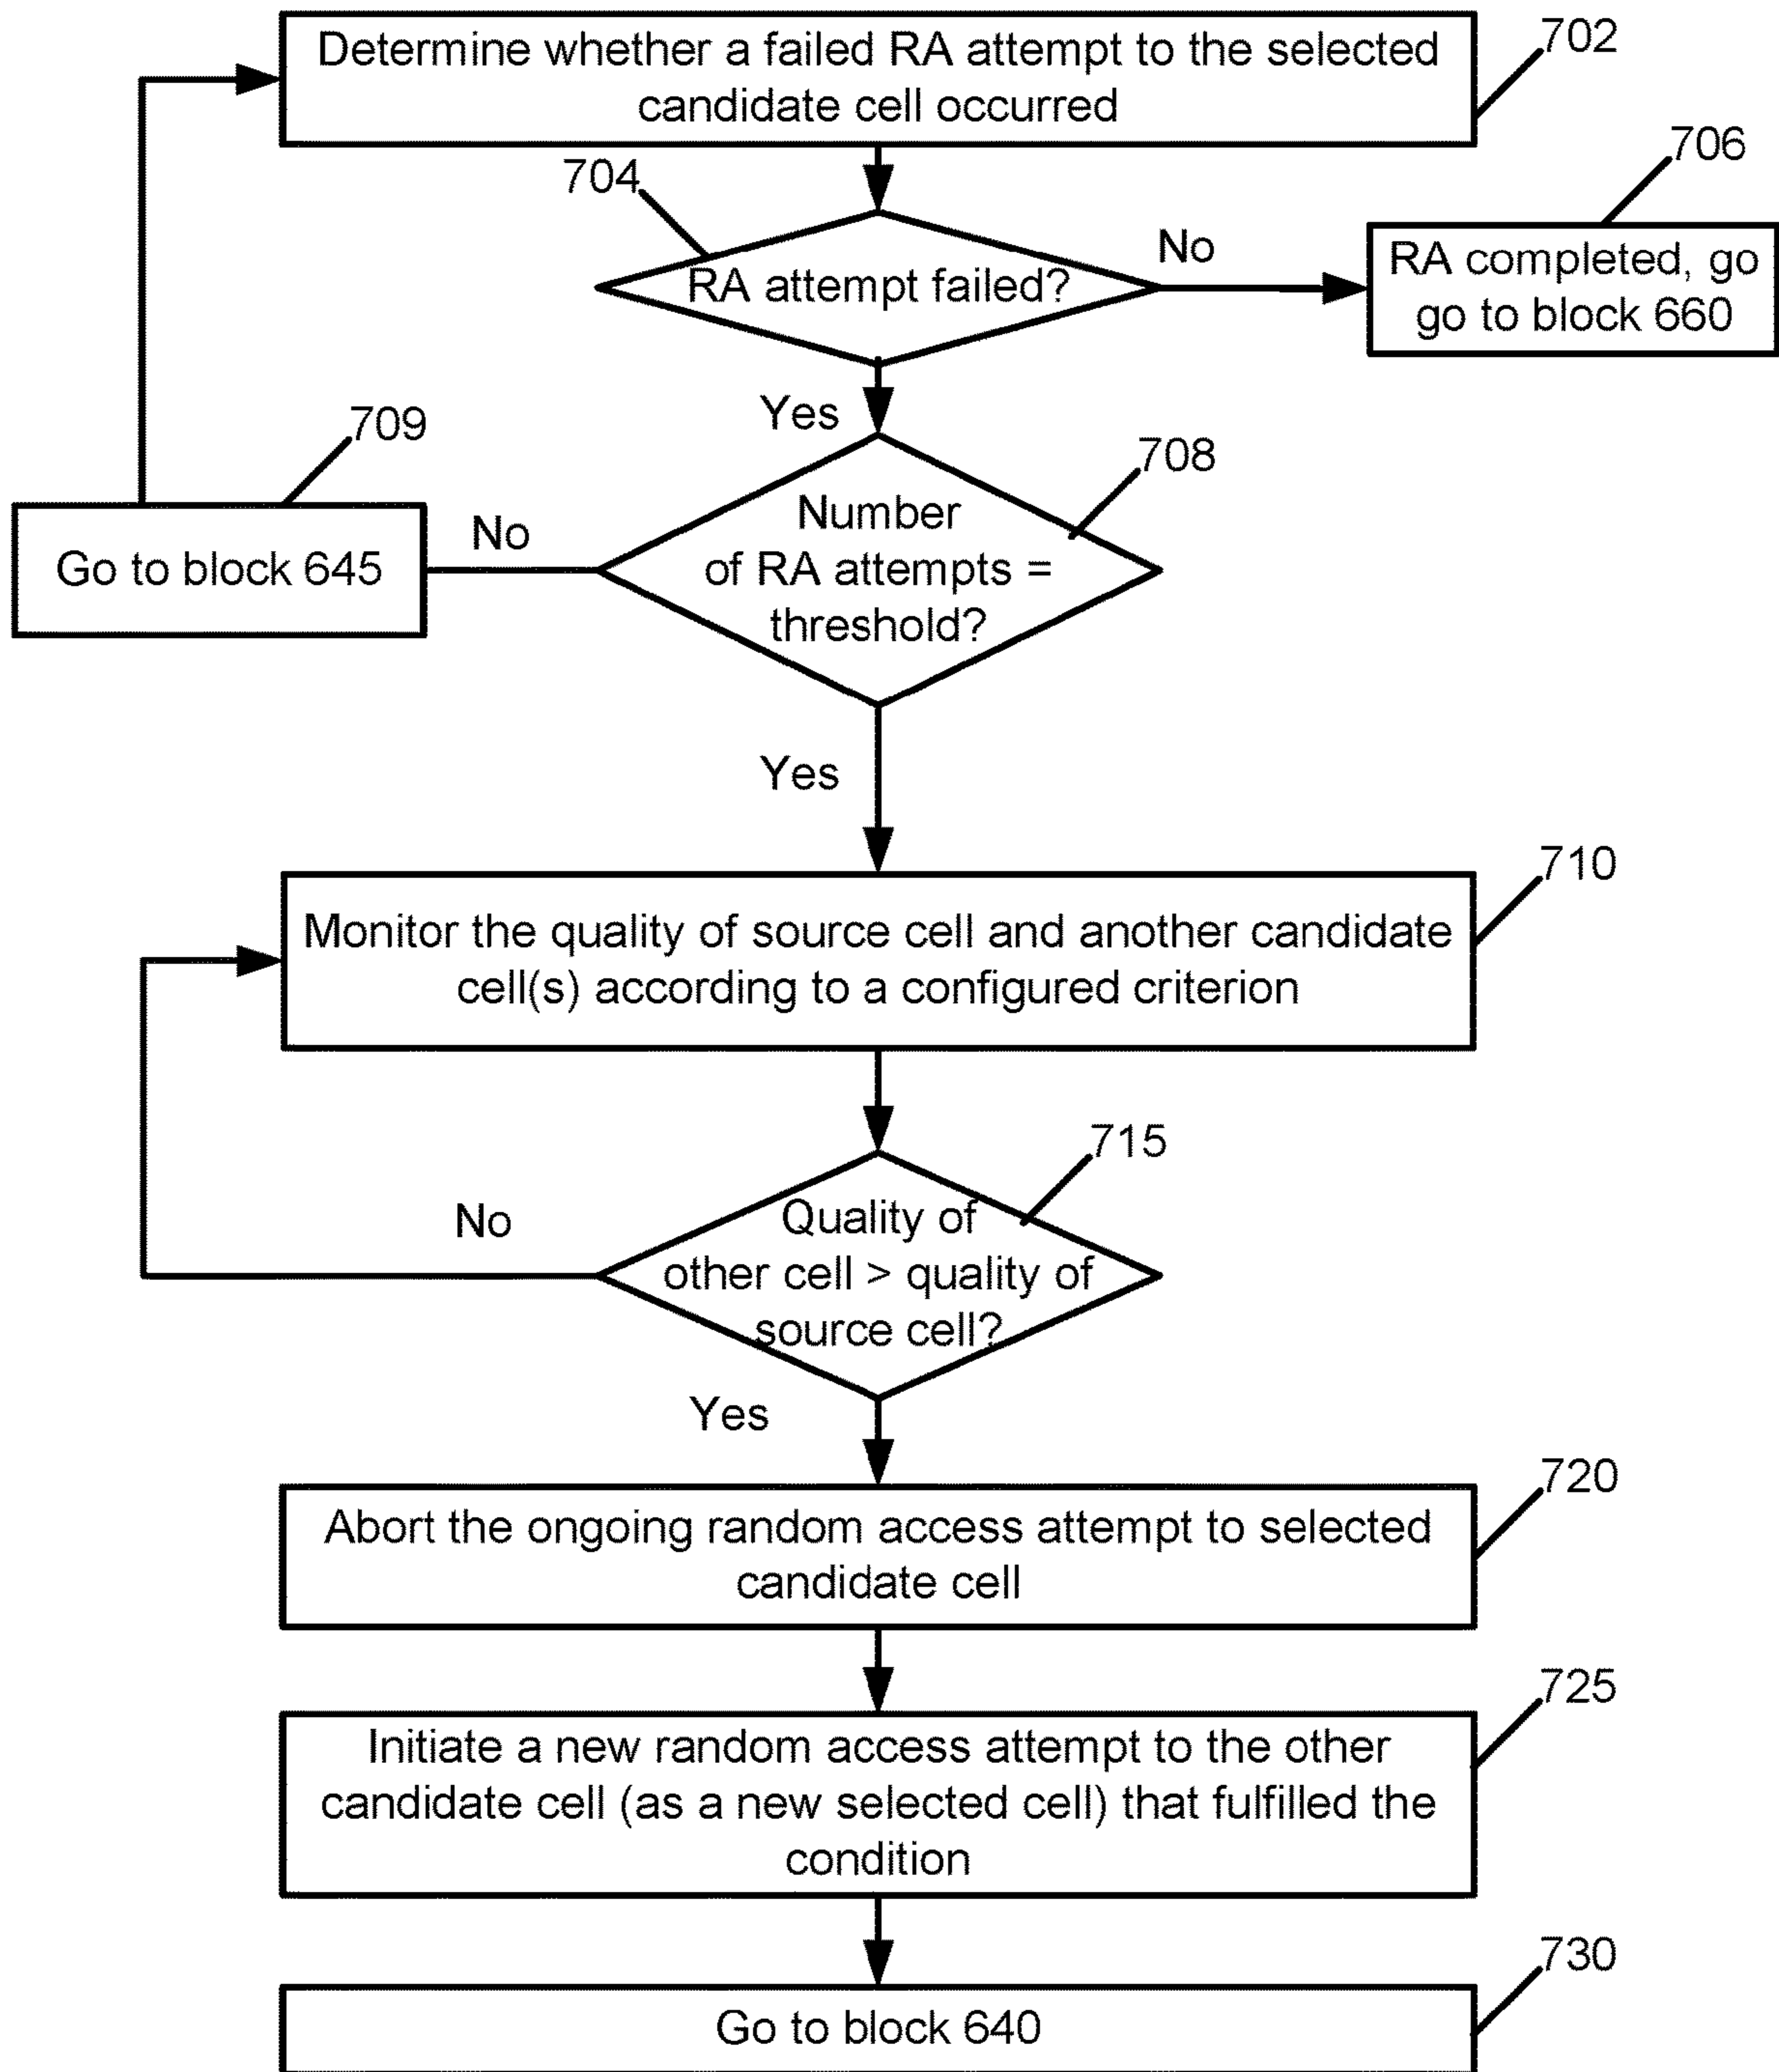 Determine whether a failed RA attempt to the selected
candidate cell occurred
702
704
RA attempt failed?
No
706
RA completed, go
go to block 660
Yes
709
Go to block 645
No
708
Number
of RA attempts =
threshold?
Yes
710
Monitor the quality of source cell and another candidate
cell(s) according to a configured criterion
715
No
Quality of
other cell > quality of
source cell?
Yes
720
Abort the ongoing random access attempt to selected
candidate cell
725
Initiate a new random access attempt to the other
candidate cell (as a new selected cell) that fulfilled the
condition
730
Go to block 640